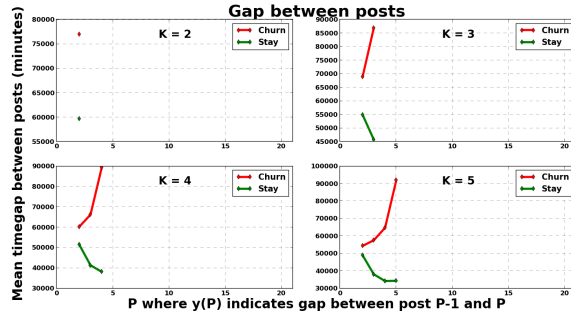 Gap between posts
Mean timegap between posts (minutes)
K = 2
Churn
Stay
80000
75000
70000
65000
60000
55000
0 5 10 15 20
K = 3
Churn
Stay
90000
85000
80000
75000
70000
65000
60000
55000
50000
45000
0 5 10 15 20
K = 4
Churn
Stay
90000
80000
70000
60000
50000
40000
30000
0 5 10 15 20
K = 5
Churn
Stay
100000
90000
80000
70000
60000
50000
40000
30000
0 5 10 15 20
P where y(P) indicates gap between post P-1 and P